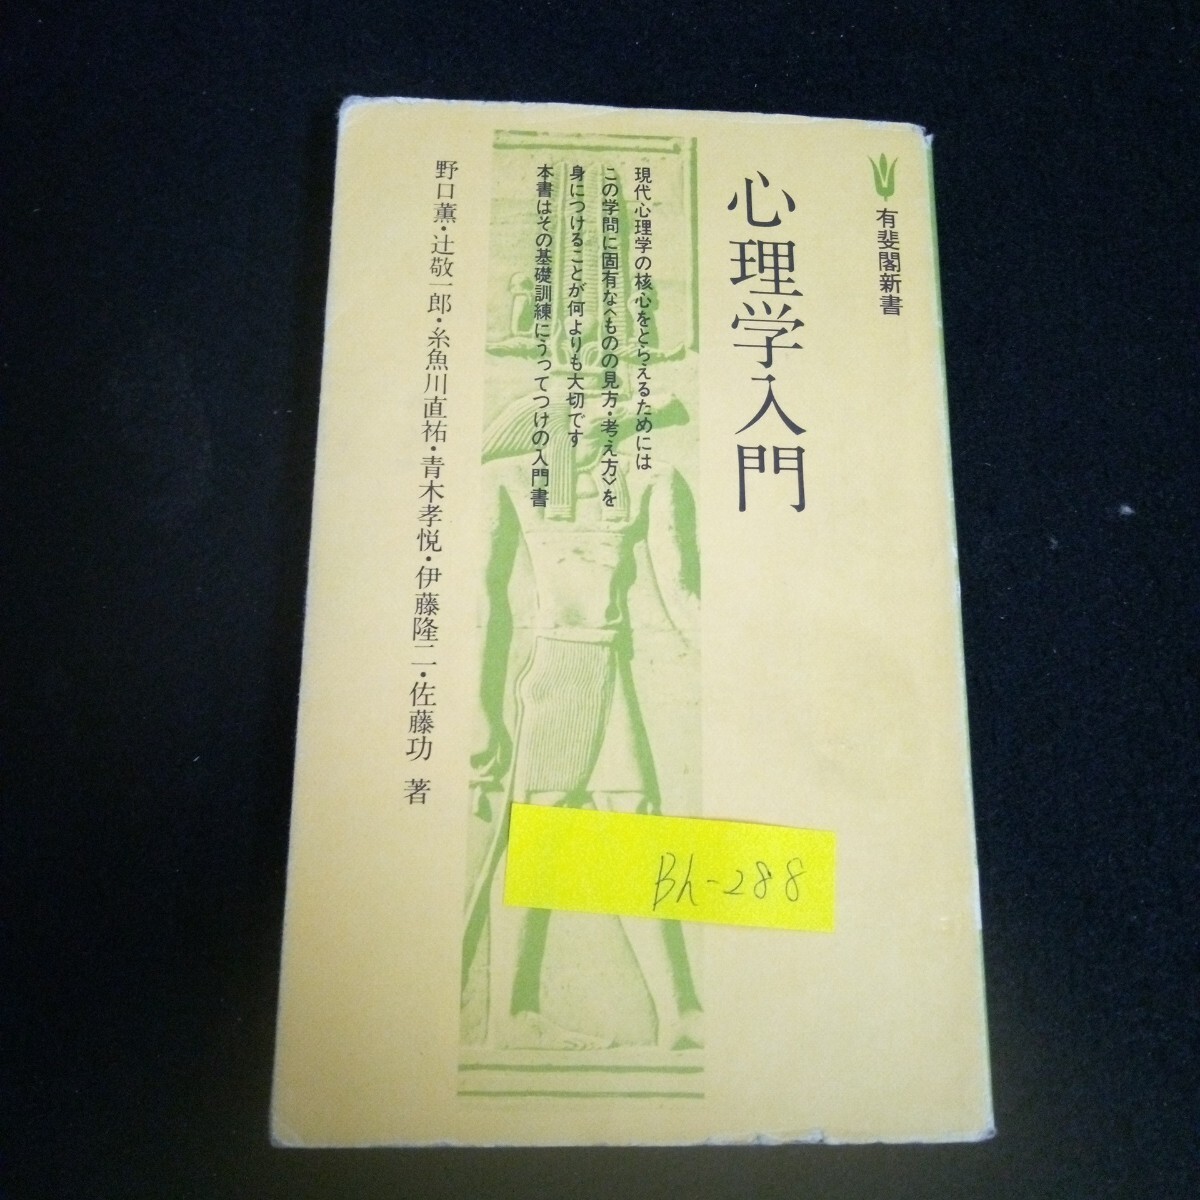 有斐閣新書
心理学入門
現代心理学の核心をとらえるためには
この学問に固有な〈ものの見方・考え方〉を
身につけることが何よりも大切です
本書はその基礎訓練にうってつけの入門書
野口薫・辻敬一郎・糸魚川直祐・青木孝悦・伊藤隆二・佐藤功 著
Bh-288